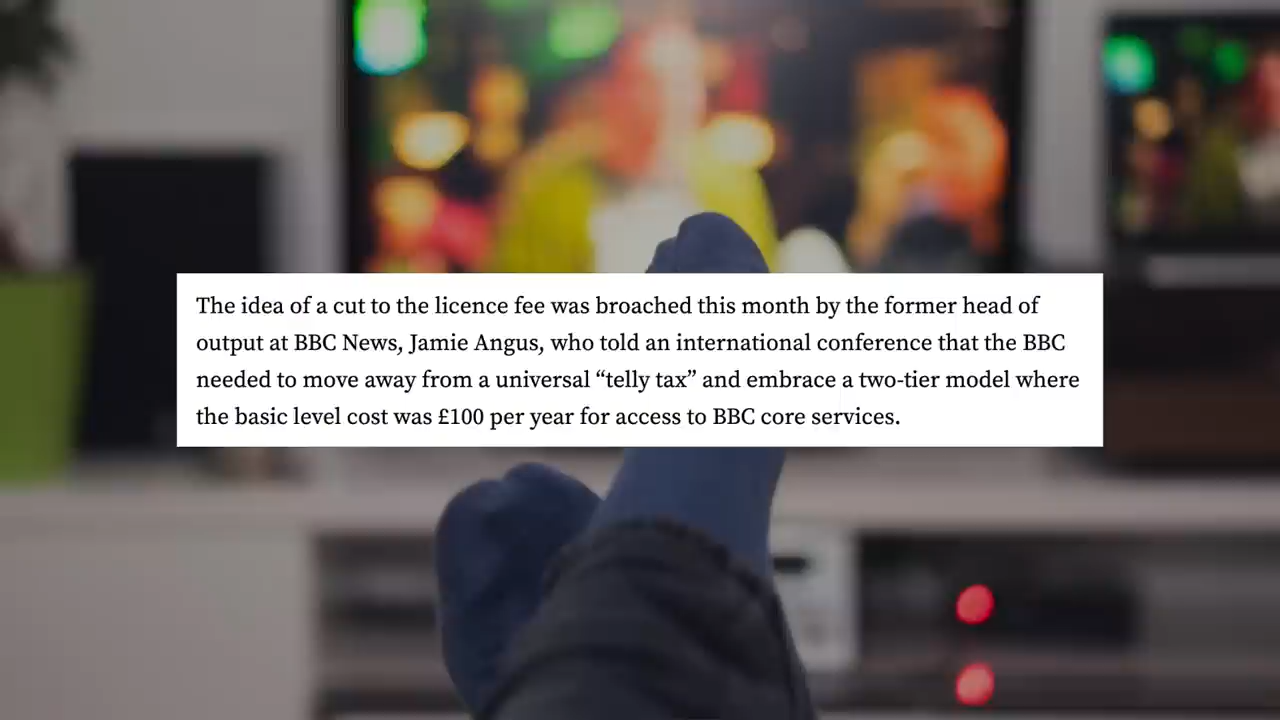 The idea of a cut to the licence fee was broached this month by the former head of
output at BBC News, Jamie Angus, who told an international conference that the BBC
needed to move away from a universal “telly tax” and embrace a two-tier model where
the basic level cost was £100 per year for access to BBC core services.